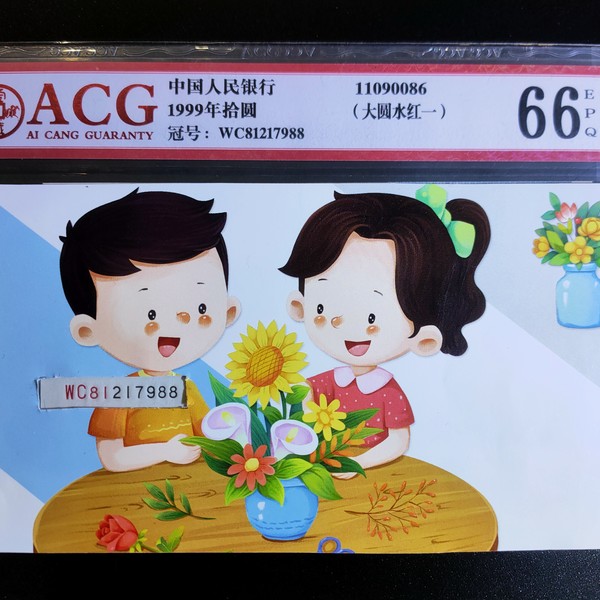 ACG
AI CANG GUARANTY
中国人民银行
1999年拾圆
冠号: WC81217988
11090086
(大圆水红一)
66
EPQ
WC81217988